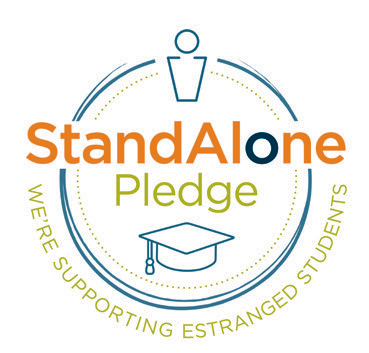 StandAlone
Pledge
WE'RE SUPPORTING ESTRANGED STUDENTS